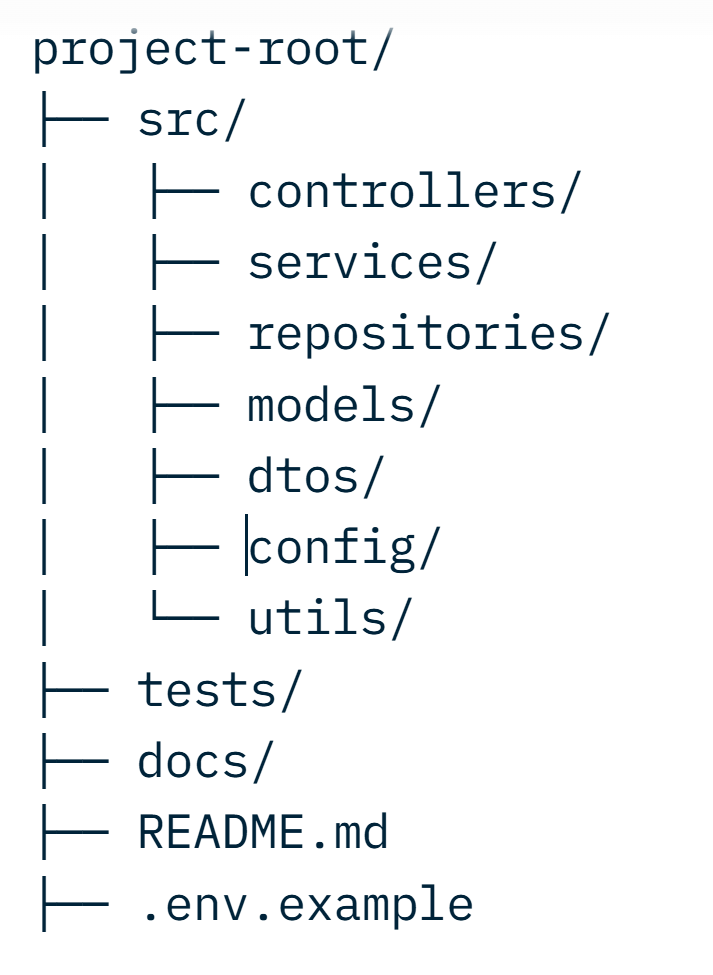 project-root/
├── src/
│   ├── controllers/
│   ├── services/
│   ├── repositories/
│   ├── models/
│   ├── dtos/
│   ├── config/
│   └── utils/
├── tests/
├── docs/
├── README.md
├── .env.example